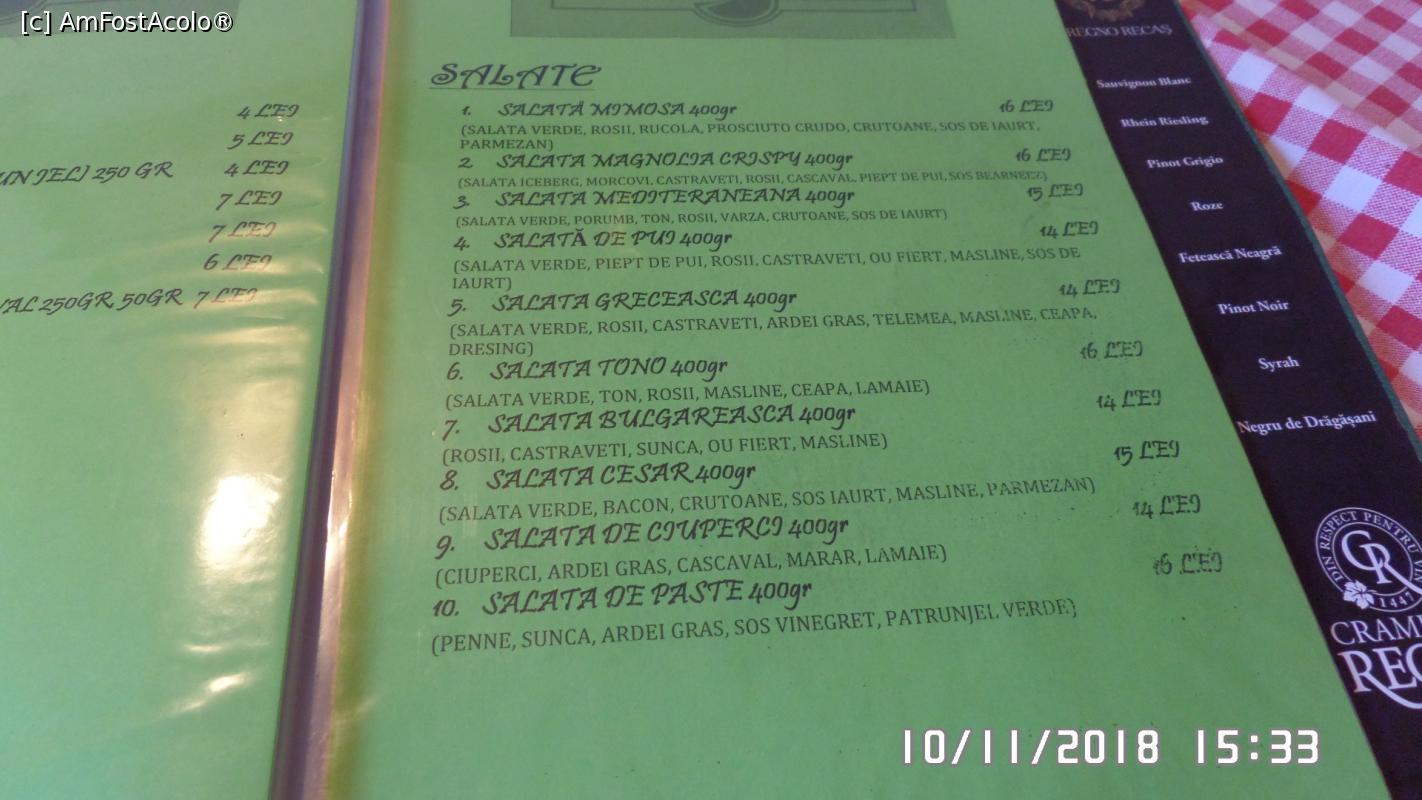 [c] AmFostAcolo®
4 LEI
5 LEI
250 GR 4 LEI
7 LEI
7 LEI
6 LEI
250GR, 50GR 7 LEI
SALATE
1. SALATĂ MIMOSA 400gr 16 LEI
(SALATA VERDE, ROSII, RUCOLA, PROSCIUTO CRUDO, CRUTOANE, SOS DE IAURT,
PARMEZAN)
2. SALATA MAGNOLIA CRISPY 400gr 16 LEI
(SALATA ICEBERG, MORCOVI, CASTRAVETI, ROSII, CASCAVAL, PIEPT DE PUI, SOS BEARNEEZ)
3. SALATA MEDITERANEANA 400gr 15 LEI
(SALATA VERDE, PORUMB, TON, ROSII, VARZA, CRUTOANE, SOS DE IAURT)
4. SALATĂ DE PUI 400gr 14 LEI
(SALATA VERDE, PIEPT DE PUI, ROSII, CASTRAVETI, OU FIERT, MASLINE, SOS DE
IAURT)
5. SALATA GRECEASCA 400gr 14 LEI
(SALATA VERDE, ROSII, CASTRAVETI, ARDEI GRAS, TELEMEA, MASLINE, CEAPA,
DRESING)
6. SALATA TONO 400gr 16 LEI
(SALATA VERDE, TON, ROSII, MASLINE, CEAPA, LAMAIE)
7. SALATA BULGAREASCA 400gr 14 LEI
(ROSII, CASTRAVETI, SUNCA, OU FIERT, MASLINE)
8. SALATA CESAR 400gr 15 LEI
(SALATA VERDE, BACON, CRUTOANE, SOS IAURT, MASLINE, PARMEZAN)
9. SALATA DE CIUPERCI 400gr 14 LEI
(CIUPERCI, ARDEI GRAS, CASCAVAL, MARAR, LAMAIE)
10. SALATA DE PASTE 400gr 16 LEI
(PENNE, SUNCA, ARDEI GRAS, SOS VINEGRET, PATRUNJEL VERDE)
REGNO RECAȘ
Sauvignon Blanc
Rhein Riesling
Pinot Grigio
Roze
Fetească Neagră
Pinot Noir
Syrah
Negru de Drăgășani
DIN RESPECT PENTRU
CR
1447
CRAM
REC
10/11/2018 15:33